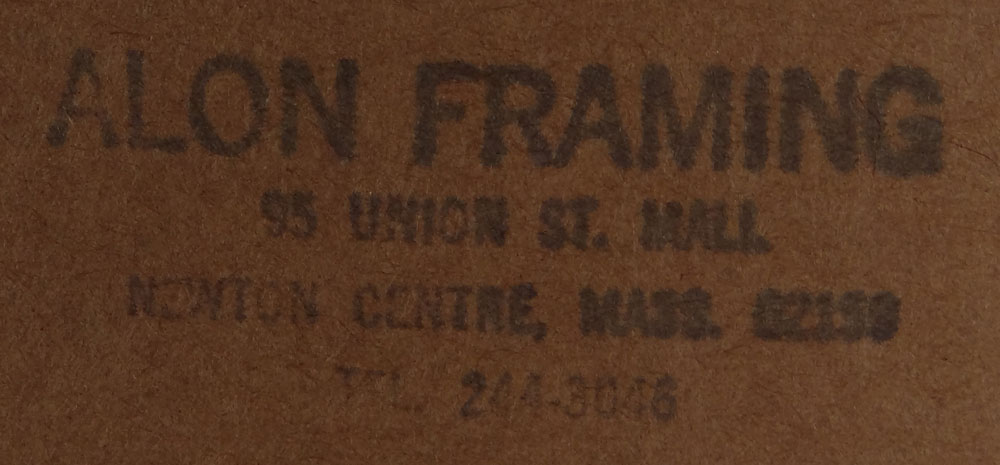 ALON FRAMING
95 UNION ST. MALL
NEWTON CENTRE, MASS. 02159
TEL. 244-3046